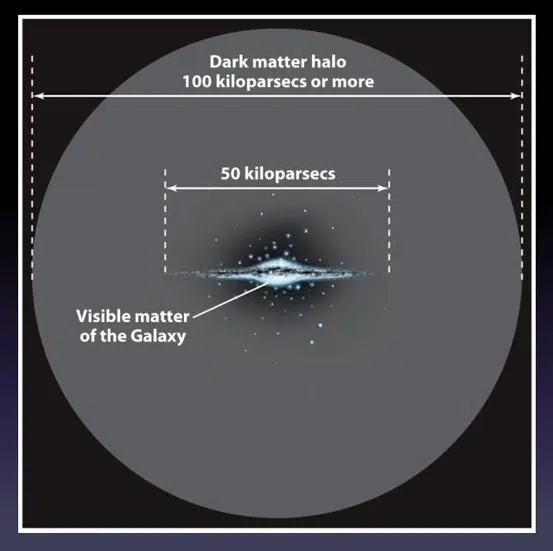 Dark matter halo
100 kiloparsecs or more
50 kiloparsecs
Visible matter
of the Galaxy